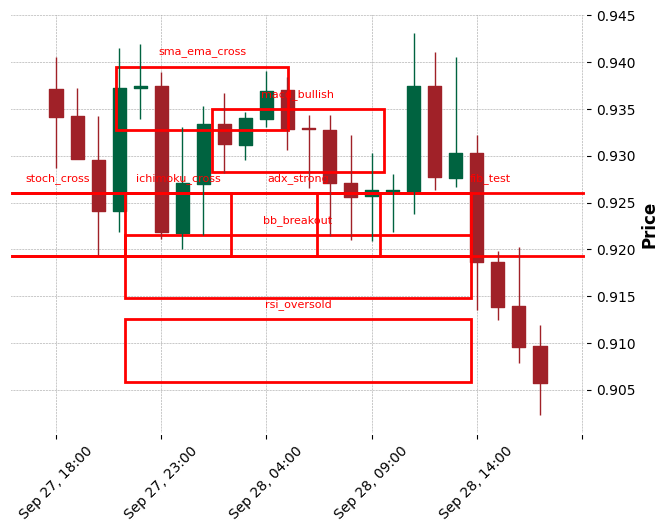 0.945
sma_ema_cross
0.940
macd_bullish
0.935
0.930
stoch_cross
ichimoku_cross
adx_strong
0.925
bb_breakout
Price
0.920
0.915
rsi_oversold
0.910
0.905
Sep 27, 18:00
Sep 27, 23:00
Sep 28, 04:00
Sep 28, 09:00
Sep 28, 14:00